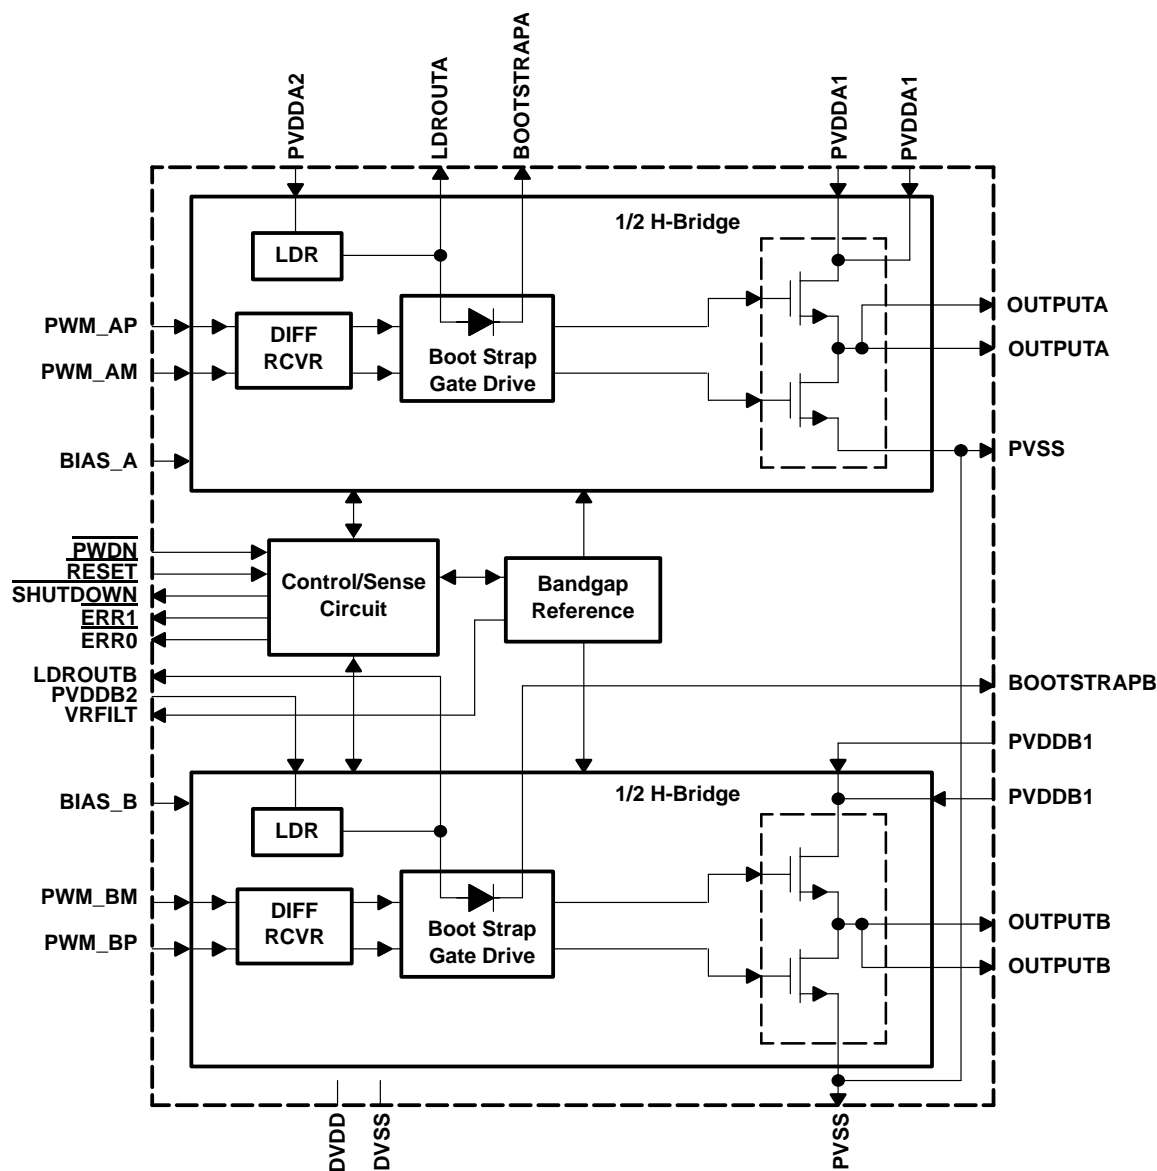 PVDDA2
LDROUTA
BOOTSTRAPA
PVDDA1
PVDDA1
1/2 H-Bridge
LDR
PWM_AP
PWM_AM
DIFF
RCVR
Boot Strap
Gate Drive
OUTPUTA
OUTPUTA
BIAS_A
PVSS
PWDN
RESET
SHUTDOWN
ERR1
ERR0
Control/Sense
Circuit
Bandgap
Reference
LDROUTB
PVDDB2
VRFILT
BOOTSTRAPB
PVDDB1
PVDDB1
BIAS_B
1/2 H-Bridge
LDR
PWM_BM
PWM_BP
DIFF
RCVR
Boot Strap
Gate Drive
OUTPUTB
OUTPUTB
DVDD
DVSS
PVSS